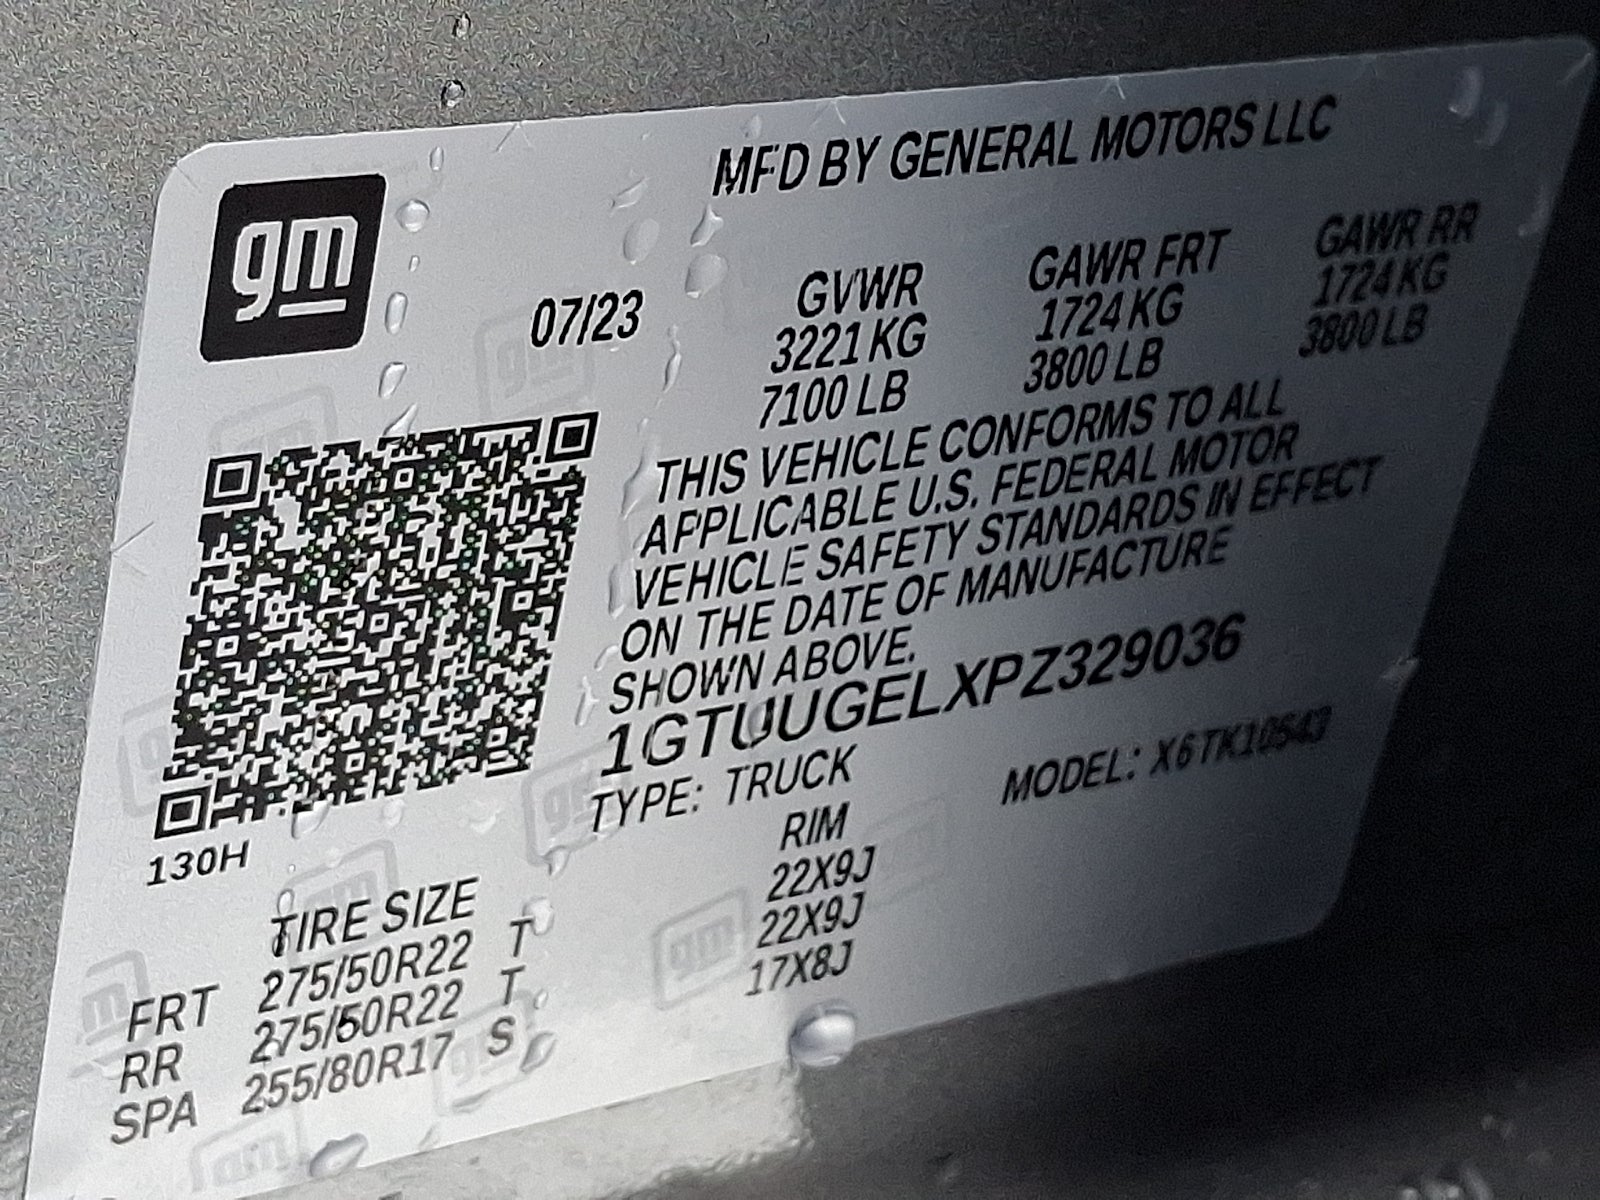 gm
MFD BY GENERAL MOTORS LLC
07/23
GVWR GAWR FRT GAWR RR
3221 KG 1724 KG 1724 KG
7100 LB 3800 LB 3800 LB
THIS VEHICLE CONFORMS TO ALL
APPLICABLE U.S. FEDERAL MOTOR
VEHICLE SAFETY STANDARDS IN EFFECT
ON THE DATE OF MANUFACTURE
SHOWN ABOVE.
1GTUUGELXPZ329036
TYPE: TRUCK MODEL: X6TK10543
130H
TIRE SIZE RIM
FRT 275/50R22 T 22X9J
RR 275/50R22 T 22X9J
SPA 255/80R17 S 17X8J